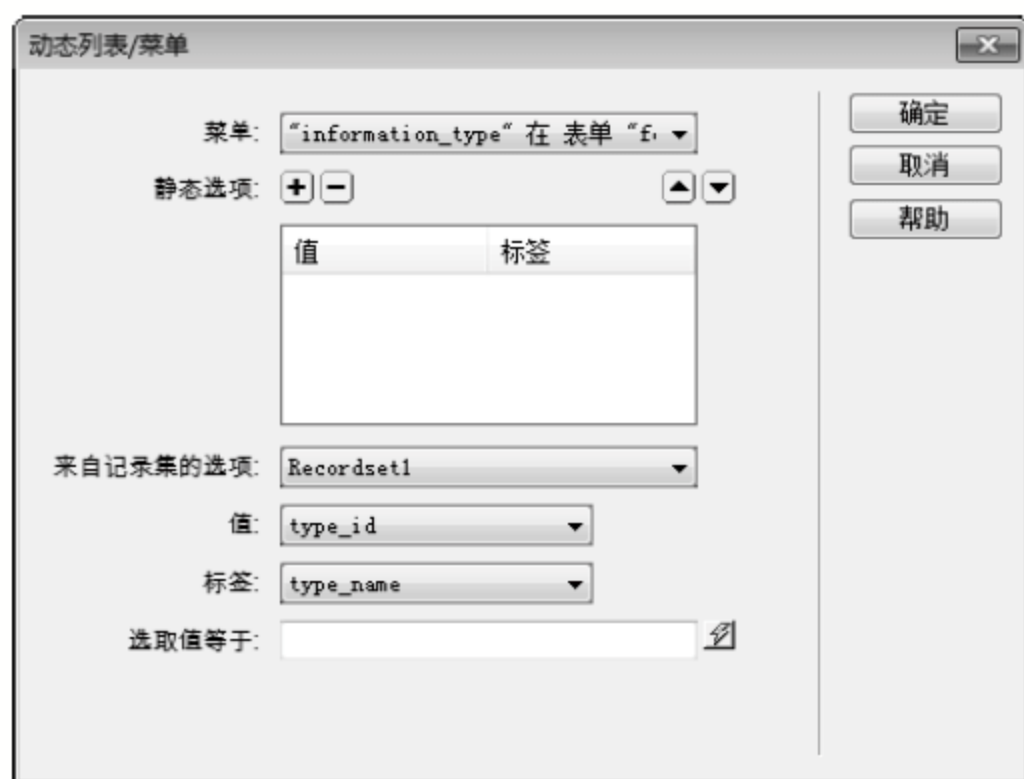 动态列表/菜单
菜单: "information_type" 在 表单 "f
静态选项:
值 标签
来自记录集的选项: Recordset1
值: type_id
标签: type_name
选取值等于:
确定
取消
帮助